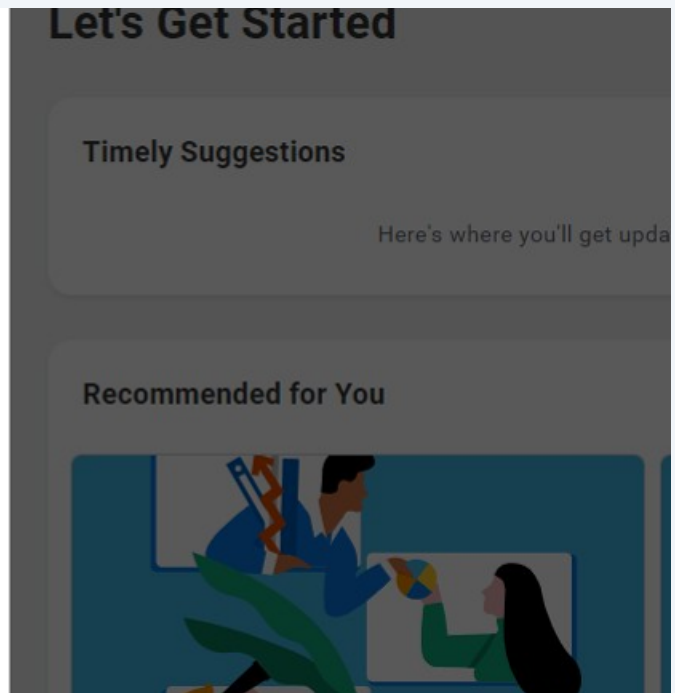 Let's Get Started
Timely Suggestions
Here's where you'll get upda
Recommended for You